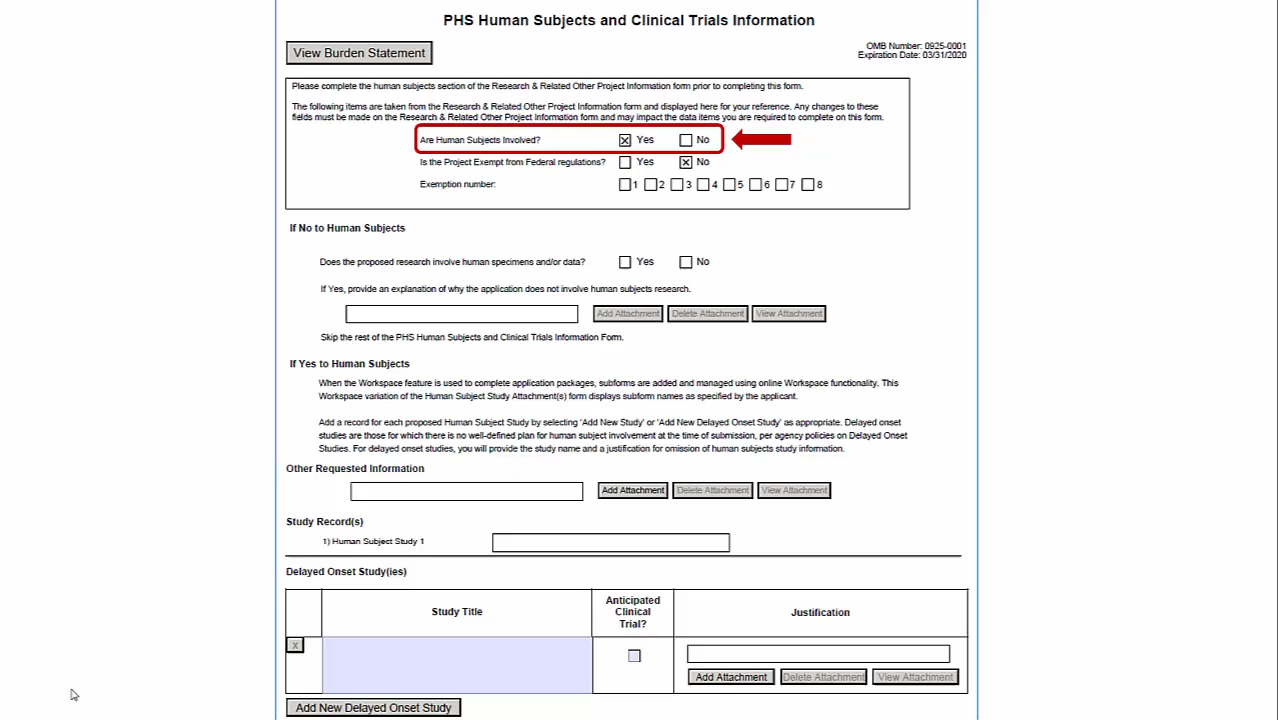 PHS Human Subjects and Clinical Trials Information
View Burden Statement
OMB Number: 0925-0001
Expiration Date: 03/31/2020
Please complete the human subjects section of the Research & Related Other Project Information form prior to completing this form.
The following items are taken from the Research & Related Other Project Information form and displayed here for your reference. Any changes to these
fields must be made on the Research & Related Other Project Information form and may impact the data items you are required to complete on this form.
Are Human Subjects Involved? Yes No
Is the Project Exempt from Federal regulations? Yes No
Exemption number: 1 2 3 4 5 6 7 8
If No to Human Subjects
Does the proposed research involve human specimens and/or data? Yes No
If Yes, provide an explanation of why the application does not involve human subjects research.
Add Attachment Delete Attachment View Attachment
Skip the rest of the PHS Human Subjects and Clinical Trials Information Form.
If Yes to Human Subjects
When the Workspace feature is used to complete application packages, subforms are added and managed using online Workspace functionality. This
Workspace variation of the Human Subject Study Attachment(s) form displays subform names as specified by the applicant.
Add a record for each proposed Human Subject Study by selecting 'Add New Study' or 'Add New Delayed Onset Study' as appropriate. Delayed onset
studies are those for which there is no well-defined plan for human subject involvement at the time of submission, per agency policies on Delayed Onset
Studies. For delayed onset studies, you will provide the study name and a justification for omission of human subjects study information.
Other Requested Information
Add Attachment Delete Attachment View Attachment
Study Record(s)
1) Human Subject Study 1
Delayed Onset Study(ies)
Study Title
Anticipated
Clinical
Trial?
Justification
X
Add Attachment Delete Attachment View Attachment
Add New Delayed Onset Study